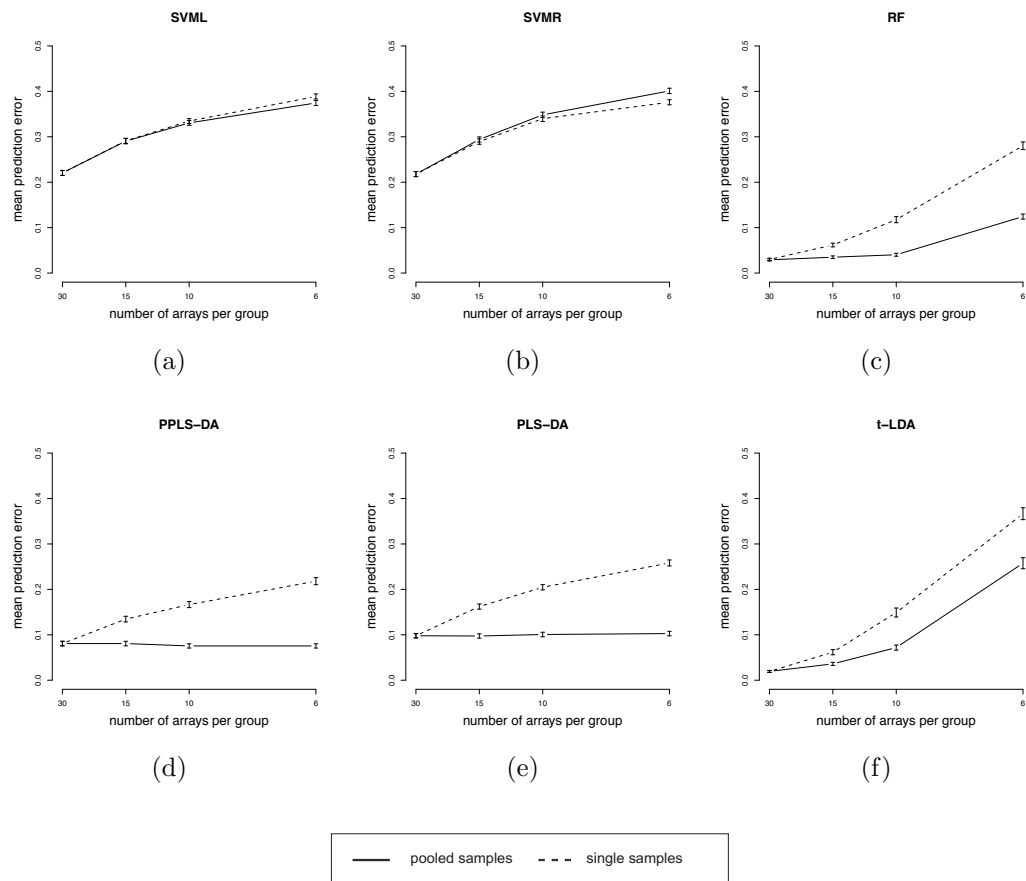 SVML
mean prediction error
0.0 0.1 0.2 0.3 0.4 0.5
30 15 10 6
number of arrays per group
(a)
SVMR
mean prediction error
0.0 0.1 0.2 0.3 0.4 0.5
30 15 10 6
number of arrays per group
(b)
RF
mean prediction error
0.0 0.1 0.2 0.3 0.4 0.5
30 15 10 6
number of arrays per group
(c)
PPLS−DA
mean prediction error
0.0 0.1 0.2 0.3 0.4 0.5
30 15 10 6
number of arrays per group
(d)
PLS−DA
mean prediction error
0.0 0.1 0.2 0.3 0.4 0.5
30 15 10 6
number of arrays per group
(e)
t−LDA
mean prediction error
0.0 0.1 0.2 0.3 0.4 0.5
30 15 10 6
number of arrays per group
(f)
pooled samples single samples